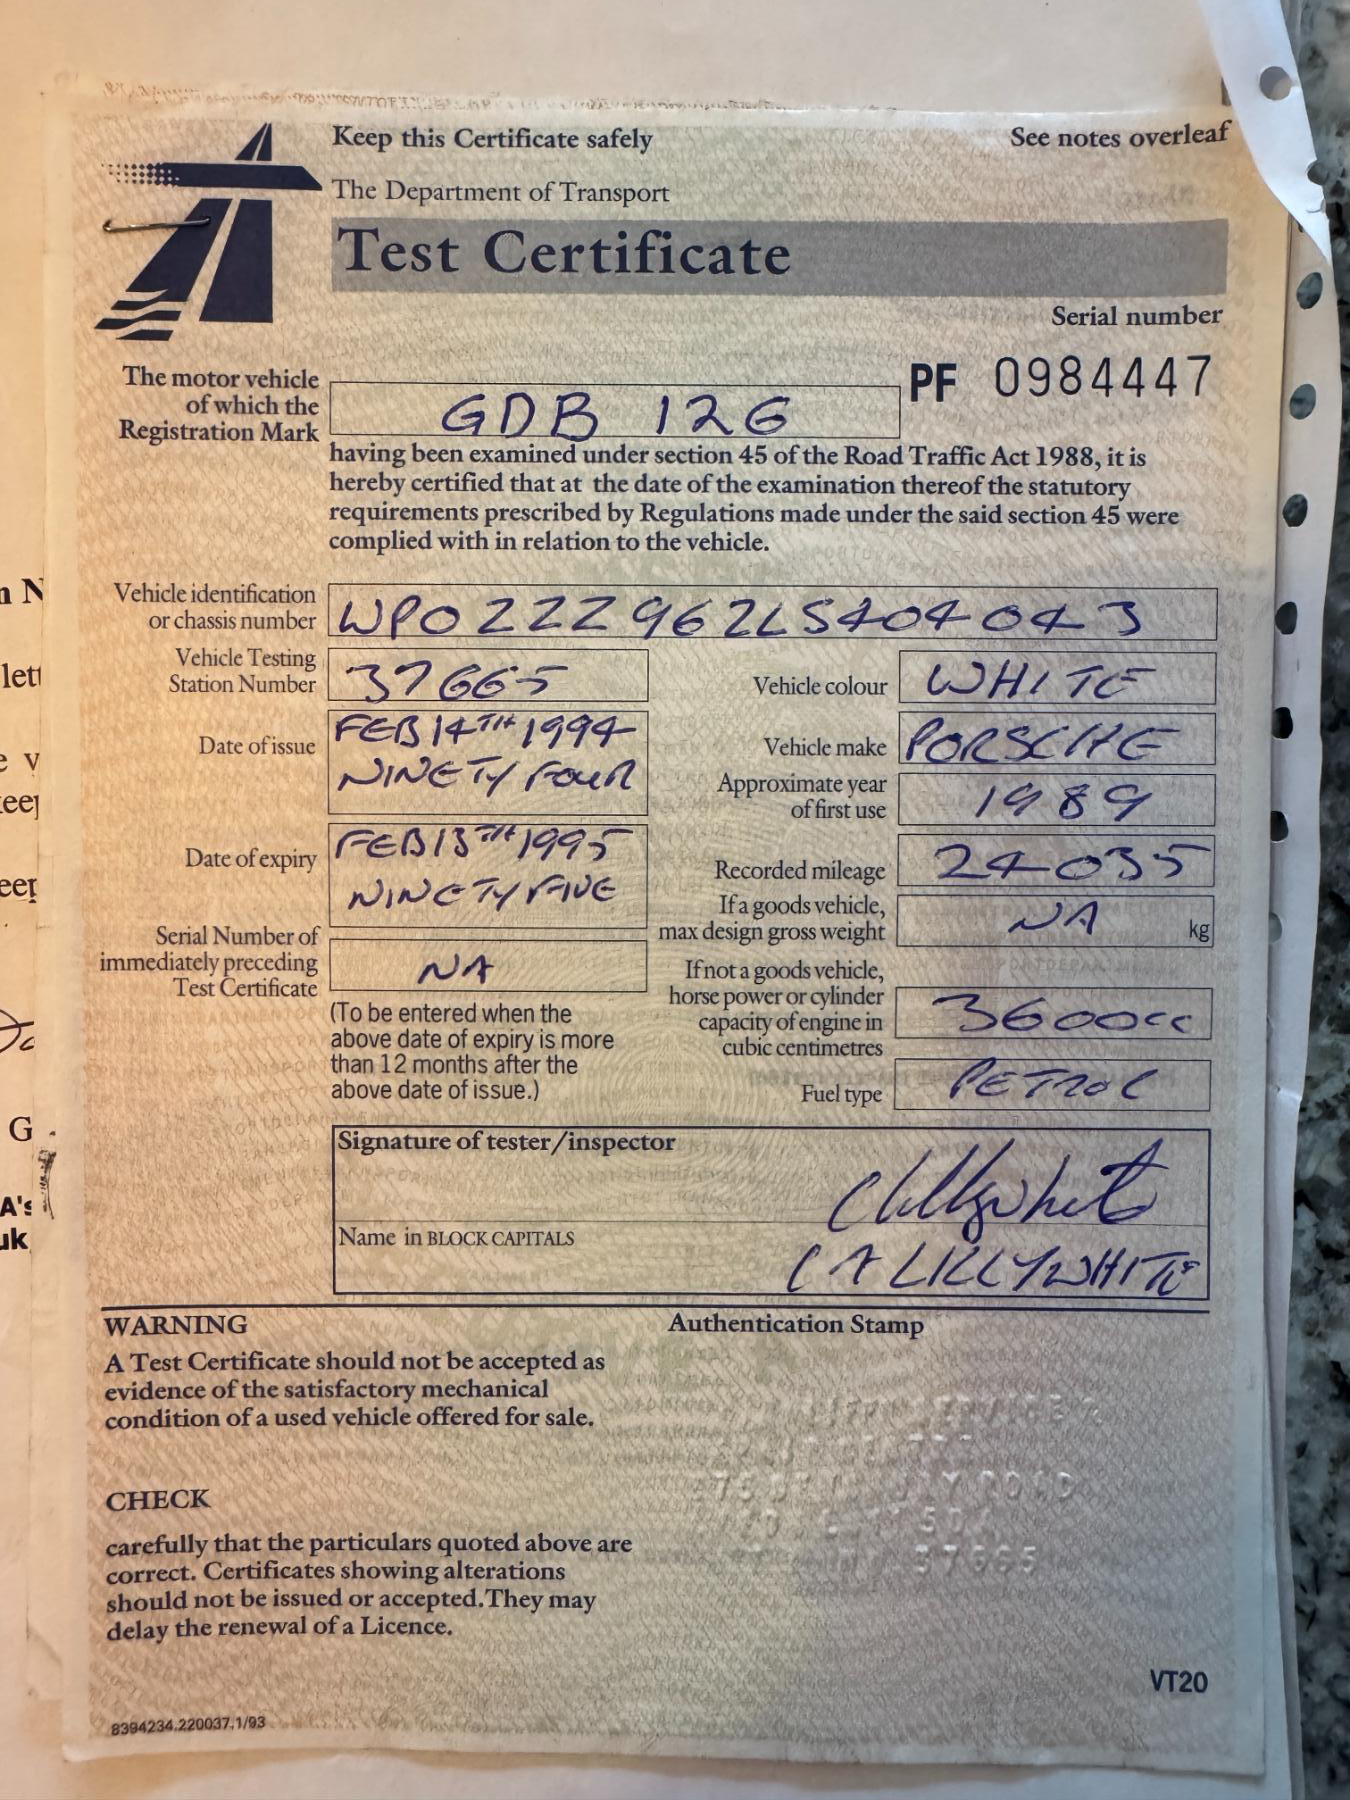 Keep this Certificate safely
See notes overleaf
The Department of Transport
Test Certificate
Serial number
PF 0984447
The motor vehicle
of which the
Registration Mark
GDB 12G
having been examined under section 45 of the Road Traffic Act 1988, it is
hereby certified that at the date of the examination thereof the statutory
requirements prescribed by Regulations made under the said section 45 were
complied with in relation to the vehicle.
Vehicle identification
or chassis number
WP0ZZZ96ZLS404043
Vehicle Testing
Station Number
37665
Vehicle colour
WHITE
Date of issue
FEB 14TH 1994
NINETY FOUR
Vehicle make
PORSCHE
Approximate year
of first use
1989
Date of expiry
FEB 13TH 1995
NINETY FIVE
Recorded mileage
24035
If a goods vehicle,
max design gross weight
NA
kg
Serial Number of
immediately preceding
Test Certificate
NA
(To be entered when the
above date of expiry is more
than 12 months after the
above date of issue.)
If not a goods vehicle,
horse power or cylinder
capacity of engine in
cubic centimetres
3600cc
Fuel type
PETROL
Signature of tester/inspector
Name in BLOCK CAPITALS
C A LILLYWHITE
WARNING
A Test Certificate should not be accepted as
evidence of the satisfactory mechanical
condition of a used vehicle offered for sale.
Authentication Stamp
ROAD
37665
CHECK
carefully that the particulars quoted above are
correct. Certificates showing alterations
should not be issued or accepted. They may
delay the renewal of a Licence.
VT20
8394234.220037.1/93